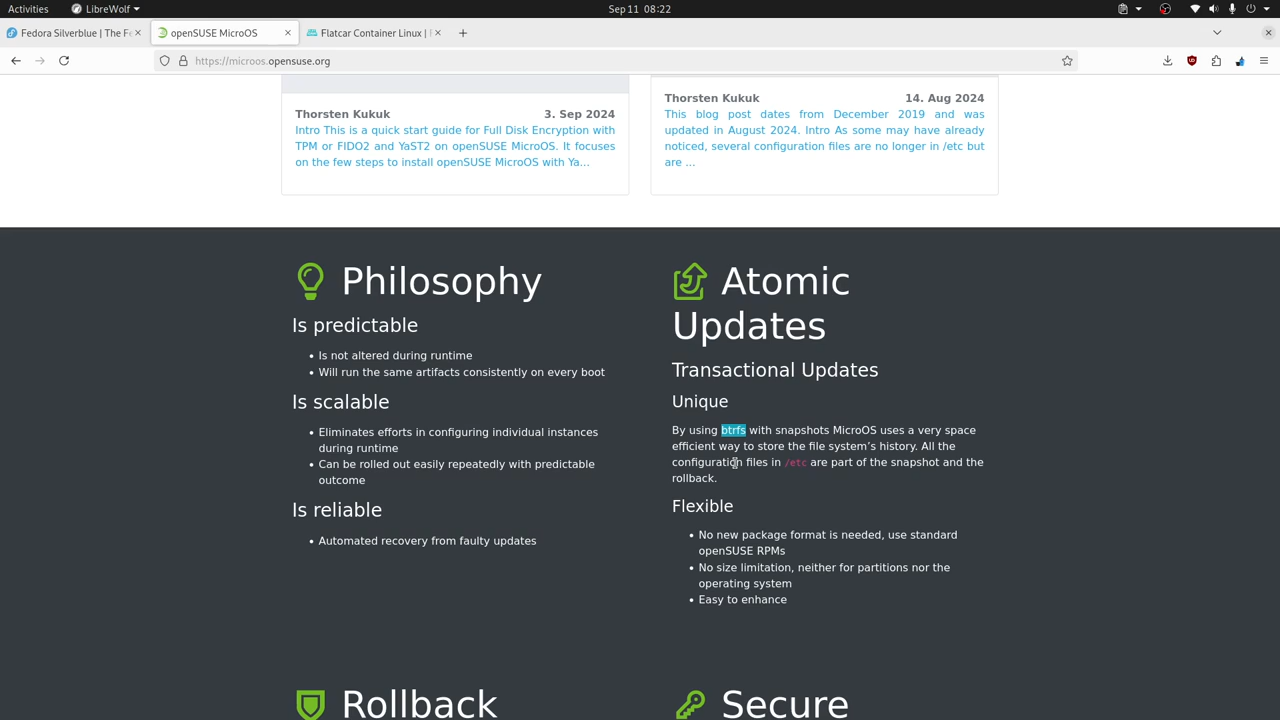 Activities
LibreWolf
Sep 11 08:22
Fedora Silverblue | The Fe
openSUSE MicroOS
Flatcar Container Linux |
https://microos.opensuse.org
Thorsten Kukuk 3. Sep 2024
Intro This is a quick start guide for Full Disk Encryption with
TPM or FIDO2 and YaST2 on openSUSE MicroOS. It focuses
on the few steps to install openSUSE MicroOS with Ya...
Thorsten Kukuk 14. Aug 2024
This blog post dates from December 2019 and was
updated in August 2024. Intro As some may have already
noticed, several configuration files are no longer in /etc but
are ...
Philosophy
Is predictable
• Is not altered during runtime
• Will run the same artifacts consistently on every boot
Is scalable
• Eliminates efforts in configuring individual instances
during runtime
• Can be rolled out easily repeatedly with predictable
outcome
Is reliable
• Automated recovery from faulty updates
Atomic
Updates
Transactional Updates
Unique
By using btrfs with snapshots MicroOS uses a very space
efficient way to store the file system’s history. All the
configuration files in /etc are part of the snapshot and the
rollback.
Flexible
• No new package format is needed, use standard
openSUSE RPMs
• No size limitation, neither for partitions nor the
operating system
• Easy to enhance
Rollback
Secure